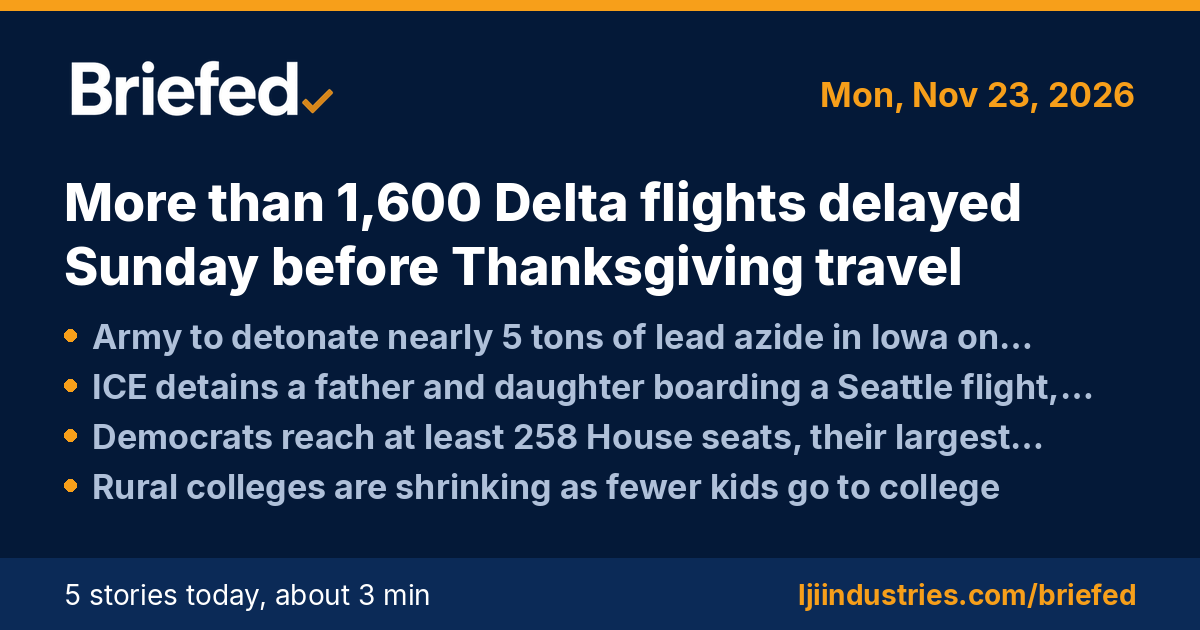 Briefed
Mon, Nov 23, 2026
More than 1,600 Delta flights delayed
Sunday before Thanksgiving travel
Army to detonate nearly 5 tons of lead azide in Iowa on...
ICE detains a father and daughter boarding a Seattle flight,...
Democrats reach at least 258 House seats, their largest...
Rural colleges are shrinking as fewer kids go to college
5 stories today, about 3 min
ljiindustries.com/briefed